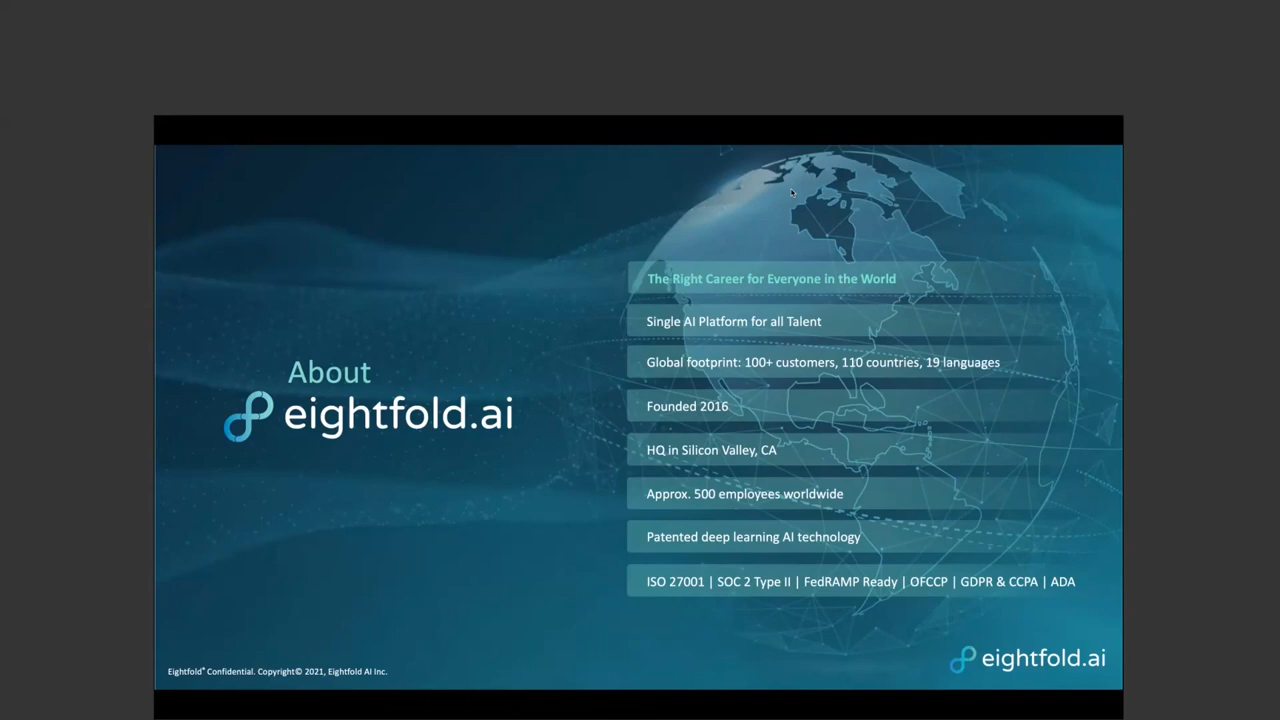 About
eightfold.ai
The Right Career for Everyone in the World
Single AI Platform for all Talent
Global footprint: 100+ customers, 110 countries, 19 languages
Founded 2016
HQ in Silicon Valley, CA
Approx. 500 employees worldwide
Patented deep learning AI technology
ISO 27001 | SOC 2 Type II | FedRAMP Ready | OFCCP | GDPR & CCPA | ADA
Eightfold® Confidential. Copyright© 2021, Eightfold AI Inc.
eightfold.ai